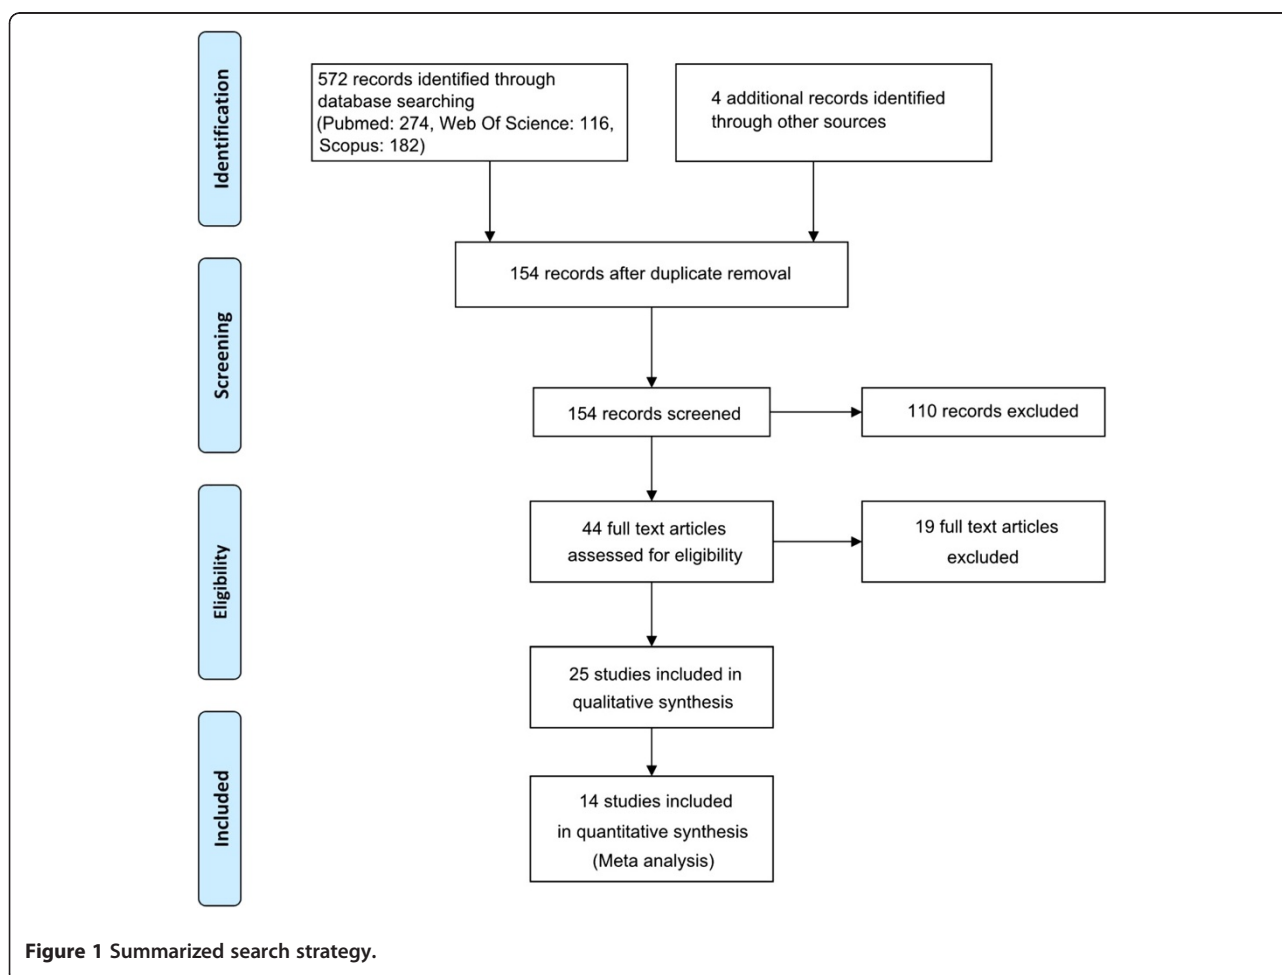 Identification
572 records identified through
database searching
(Pubmed: 274, Web Of Science: 116,
Scopus: 182)
4 additional records identified
through other sources
Screening
154 records after duplicate removal
154 records screened
110 records excluded
Eligibility
44 full text articles
assessed for eligibility
19 full text articles
excluded
25 studies included in
qualitative synthesis
Included
14 studies included
in quantitative synthesis
(Meta analysis)
Figure 1 Summarized search strategy.